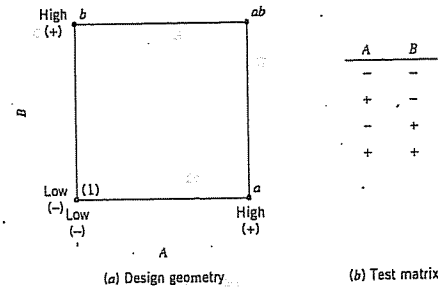 High
(+)
b
ab
B
Low
(–)
(1)
a
Low
(–)
High
(+)
A
(a) Design geometry
A B
– –
+ –
– +
+ +
(b) Test matrix